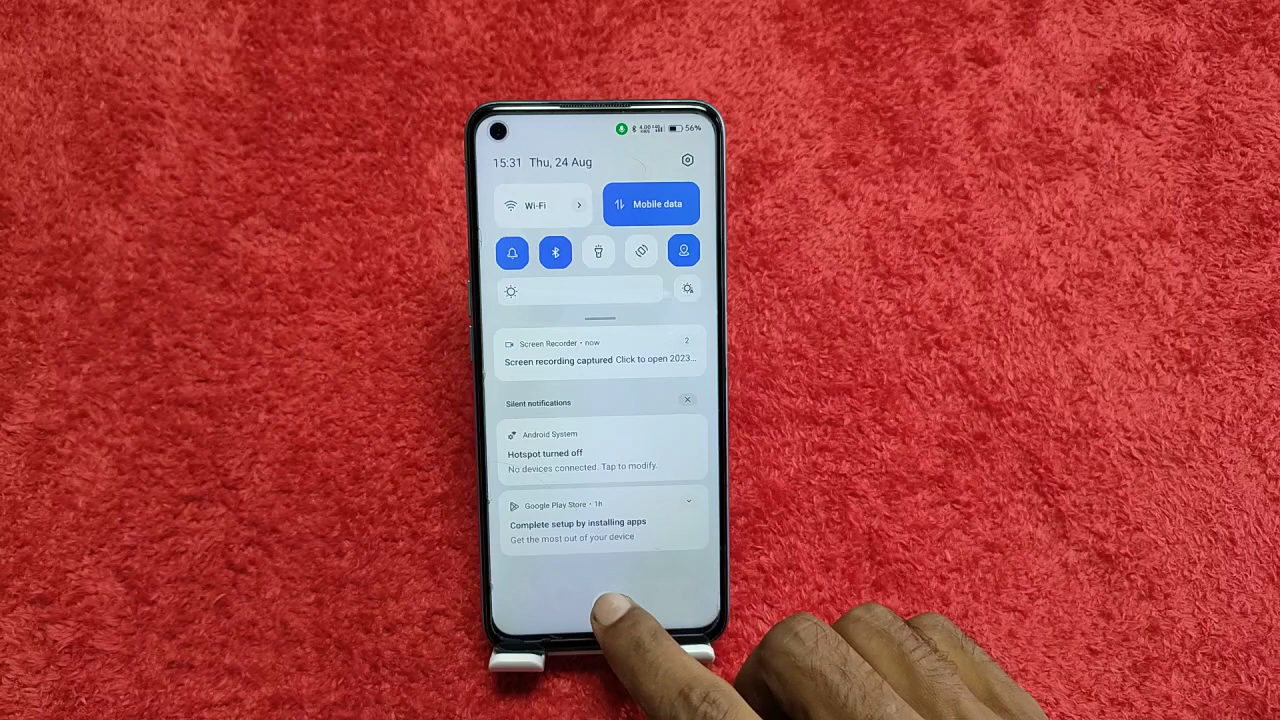 56%
15:31 Thu, 24 Aug
Wi-Fi
Mobile data
Screen Recorder • now 2
Screen recording captured Click to open 2023...
Silent notifications
Android System
Hotspot turned off
No devices connected. Tap to modify.
Google Play Store • 1h
Complete setup by installing apps
Get the most out of your device